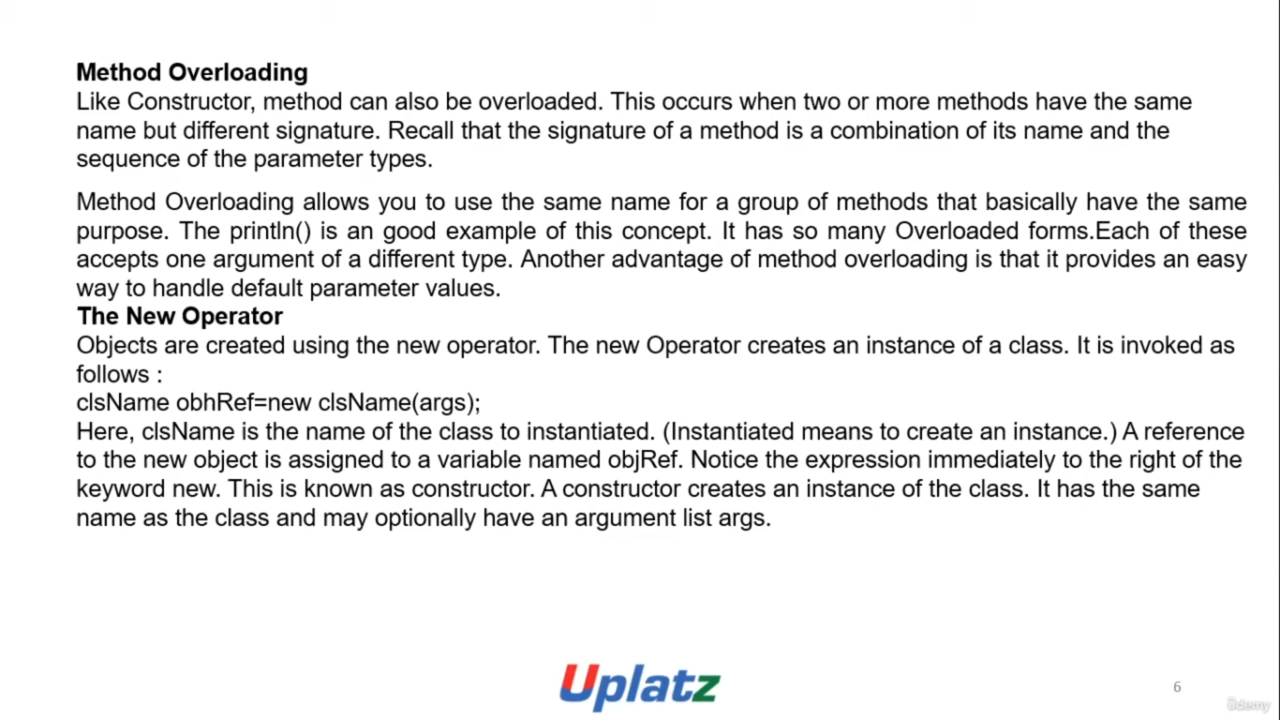 Method Overloading
Like Constructor, method can also be overloaded. This occurs when two or more methods have the same
name but different signature. Recall that the signature of a method is a combination of its name and the
sequence of the parameter types.
Method Overloading allows you to use the same name for a group of methods that basically have the same
purpose. The println() is an good example of this concept. It has so many Overloaded forms.Each of these
accepts one argument of a different type. Another advantage of method overloading is that it provides an easy
way to handle default parameter values.
The New Operator
Objects are created using the new operator. The new Operator creates an instance of a class. It is invoked as
follows :
clsName obhRef=new clsName(args);
Here, clsName is the name of the class to instantiated. (Instantiated means to create an instance.) A reference
to the new object is assigned to a variable named objRef. Notice the expression immediately to the right of the
keyword new. This is known as constructor. A constructor creates an instance of the class. It has the same
name as the class and may optionally have an argument list args.
Uplatz
6
ûdemy